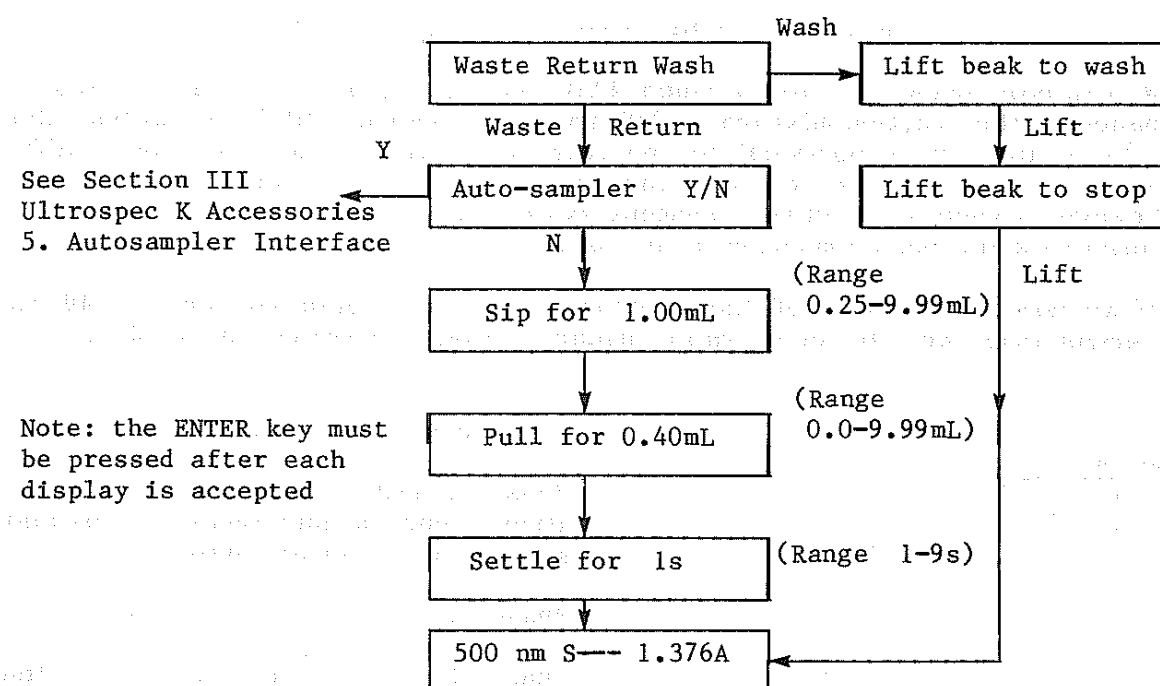 Wash
Waste Return Wash
Lift beak to wash
Waste Return
Lift
Y
See Section III
Ultrospec K Accessories
5. Autosampler Interface
Auto-sampler Y/N
Lift beak to stop
N
Sip for 1.00mL
(Range
0.25-9.99mL)
Lift
Note: the ENTER key must
be pressed after each
display is accepted
Pull for 0.40mL
(Range
0.0-9.99mL)
Settle for 1s
(Range 1-9s)
500 nm S--- 1.376A